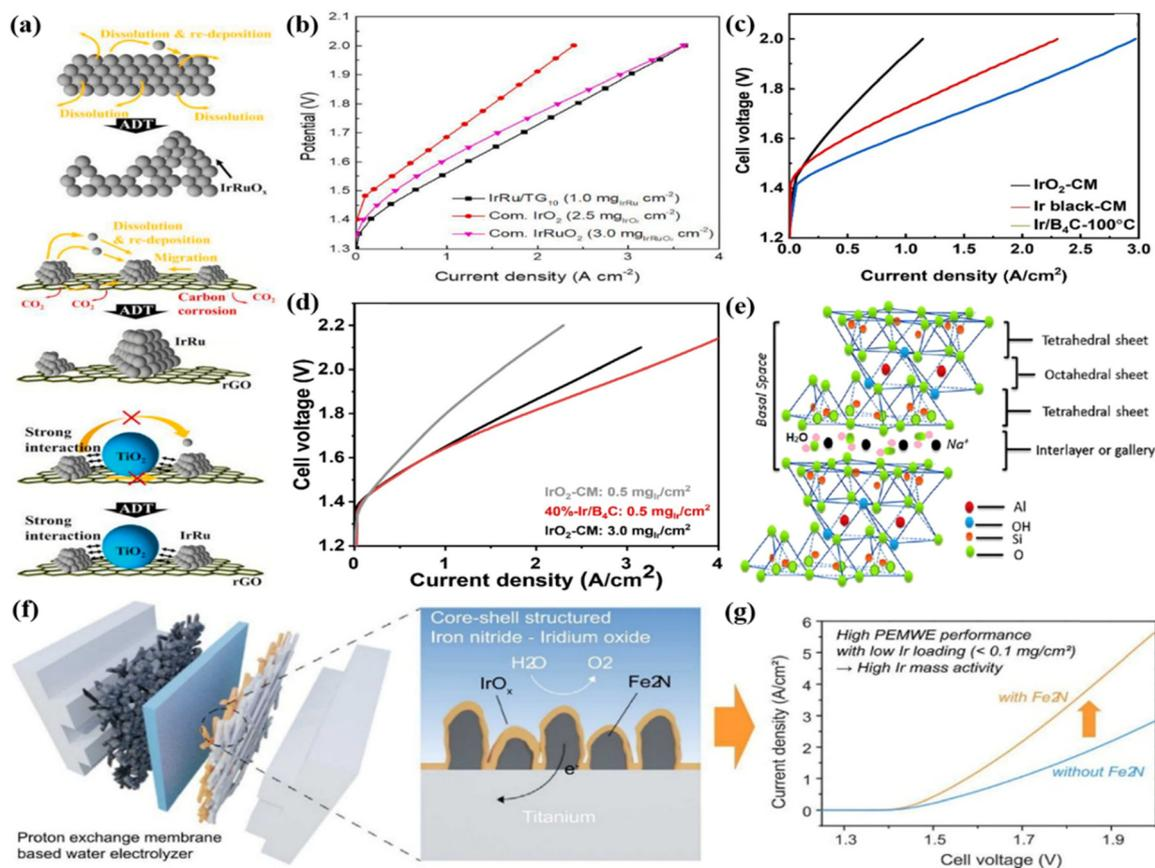 (a)
Dissolution & re-deposition
Dissolution
Dissolution
ADT
IrRuOₓ
Dissolution
& re-deposition
Migration
CO₂
CO₂
Carbon
corrosion
CO₂
ADT
IrRu
rGO
Strong
interaction
TiO₂
ADT
Strong
interaction
TiO₂
IrRu
rGO
(b)
Potential (V)
2.0
1.9
1.8
1.7
1.6
1.5
1.4
1.3
IrRu/TG₁₀ (1.0 mg_IrRu cm⁻²)
Com. IrO₂ (2.5 mg_IrO₂ cm⁻²)
Com. IrRuO₂ (3.0 mg_IrRuO₂ cm⁻²)
0 1 2 3 4
Current density (A cm⁻²)
(c)
Cell voltage (V)
2.0
1.8
1.6
1.4
1.2
IrO₂-CM
Ir black-CM
Ir/B₄C-100°C
0.0 0.5 1.0 1.5 2.0 2.5 3.0
Current density (A/cm²)
(d)
Cell voltage (V)
2.2
2.0
1.8
1.6
1.4
1.2
IrO₂-CM: 0.5 mg_Ir/cm²
40%-Ir/B₄C: 0.5 mg_Ir/cm²
IrO₂-CM: 3.0 mg_Ir/cm²
0 1 2 3 4
Current density (A/cm²)
(e)
Basal Space
Tetrahedral sheet
Octahedral sheet
Tetrahedral sheet
H₂O
Na⁺
Interlayer or gallery
Al
OH
Si
O
(f)
Proton exchange membrane
based water electrolyzer
Core-shell structured
Iron nitride - Iridium oxide
H2O O2
IrOₓ
Fe2N
e⁻
Titanium
(g)
Current density (A/cm²)
6
5
4
3
2
1
0
High PEMWE performance
with low Ir loading (< 0.1 mg/cm²)
→ High Ir mass activity
with Fe2N
without Fe2N
1.3 1.5 1.7 1.9
Cell voltage (V)